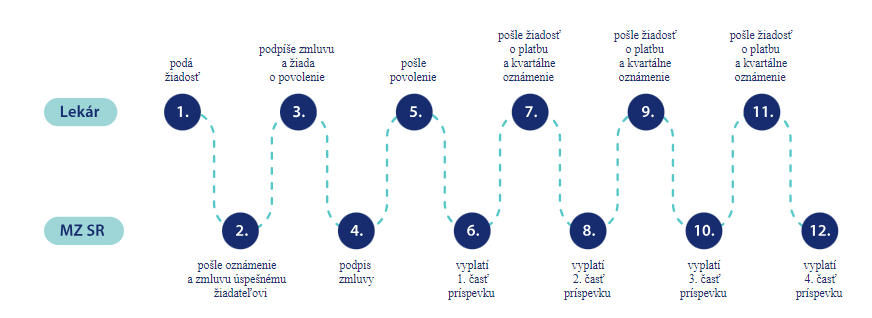 podá
žiadosť
podpíše zmluvu
a žiada
o povolenie
pošle
povolenie
pošle žiadosť
o platbu
a kvartálne
oznámenie
pošle žiadosť
o platbu
a kvartálne
oznámenie
pošle žiadosť
o platbu
a kvartálne
oznámenie
Lekár
1.
3.
5.
7.
9.
11.
MZ SR
2.
4.
6.
8.
10.
12.
pošle oznámenie
a zmluvu úspešnému
žiadateľovi
podpis
zmluvy
vyplatí
1. časť
príspevku
vyplatí
2. časť
príspevku
vyplatí
3. časť
príspevku
vyplatí
4. časť
príspevku